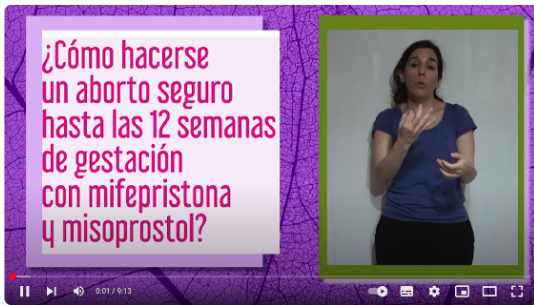 ¿Cómo hacerse
un aborto seguro
hasta las 12 semanas
de gestación
con mifepristona
y misoprostol?
0:01 / 9:13